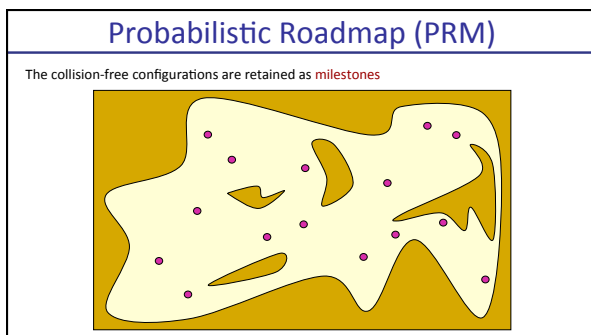 Probabilistic Roadmap (PRM)
The collision-free configurations are retained as milestones